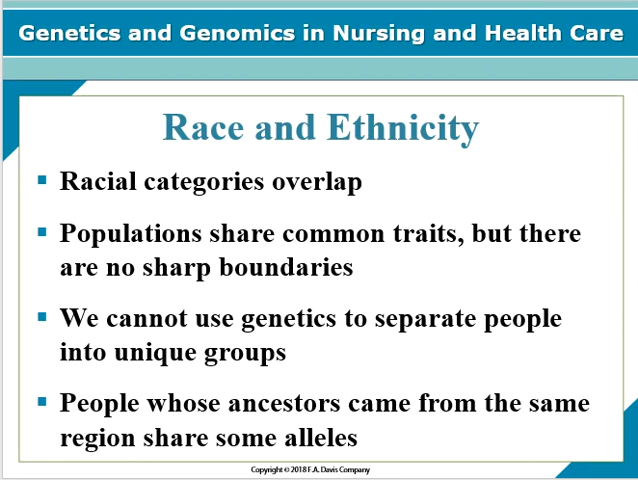 Genetics and Genomics in Nursing and Health Care
Race and Ethnicity
▪ Racial categories overlap
▪ Populations share common traits, but there
are no sharp boundaries
▪ We cannot use genetics to separate people
into unique groups
▪ People whose ancestors came from the same
region share some alleles
Copyright © 2018 F.A. Davis Company